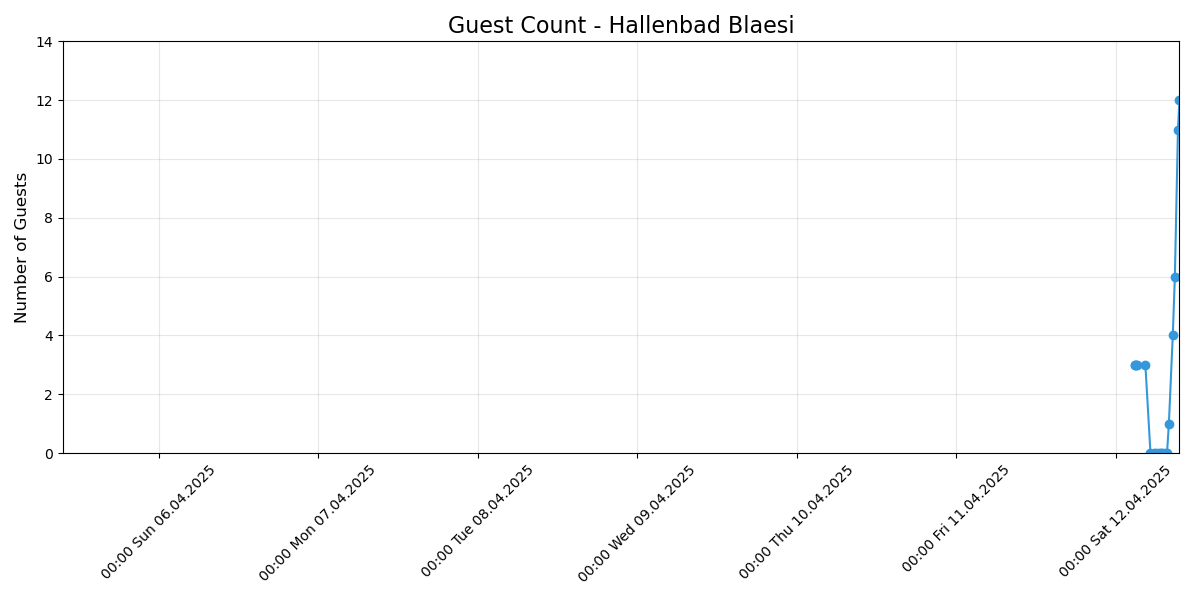 Guest Count - Hallenbad Blaesi
Number of Guests
14
12
10
8
6
4
2
0
00:00 Sun 06.04.2025
00:00 Mon 07.04.2025
00:00 Tue 08.04.2025
00:00 Wed 09.04.2025
00:00 Thu 10.04.2025
00:00 Fri 11.04.2025
00:00 Sat 12.04.2025